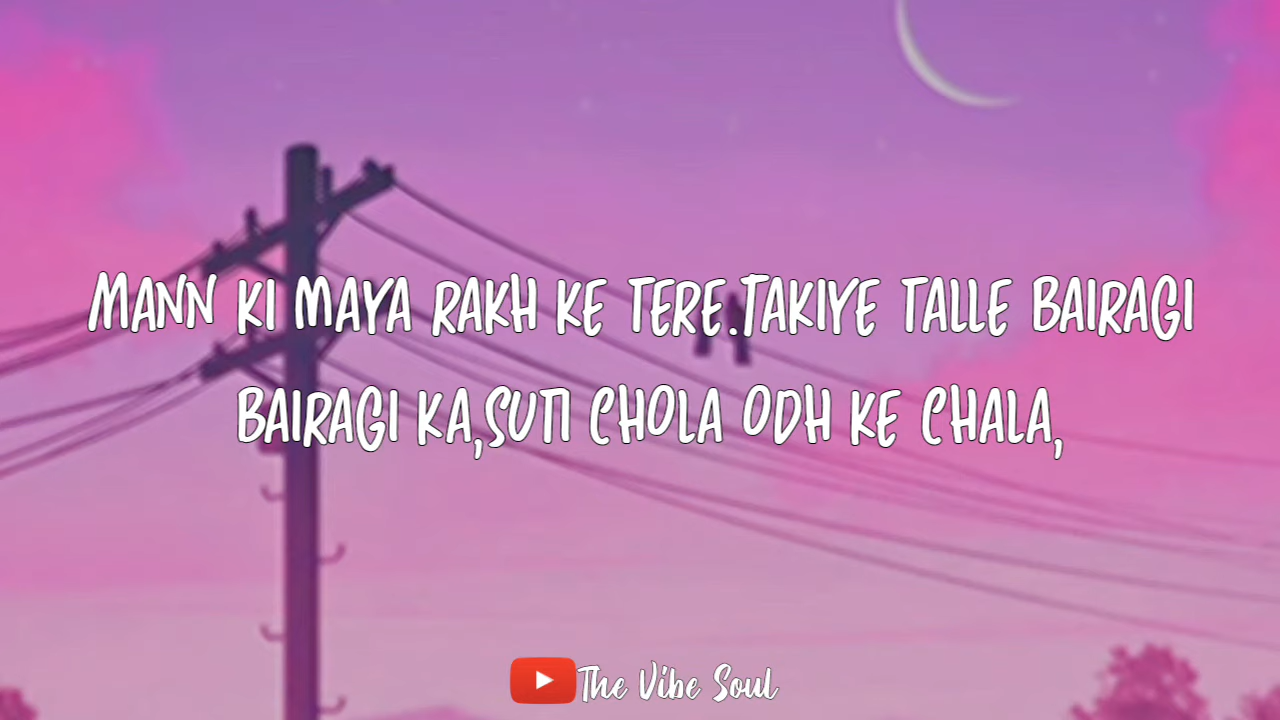 MANN KI MAYA RAKH KE TERE.TAKIYE TALLE BAIRAGI
BAIRAGI KA,SUTI CHOLA ODH KE CHALA,
The Vibe Soul